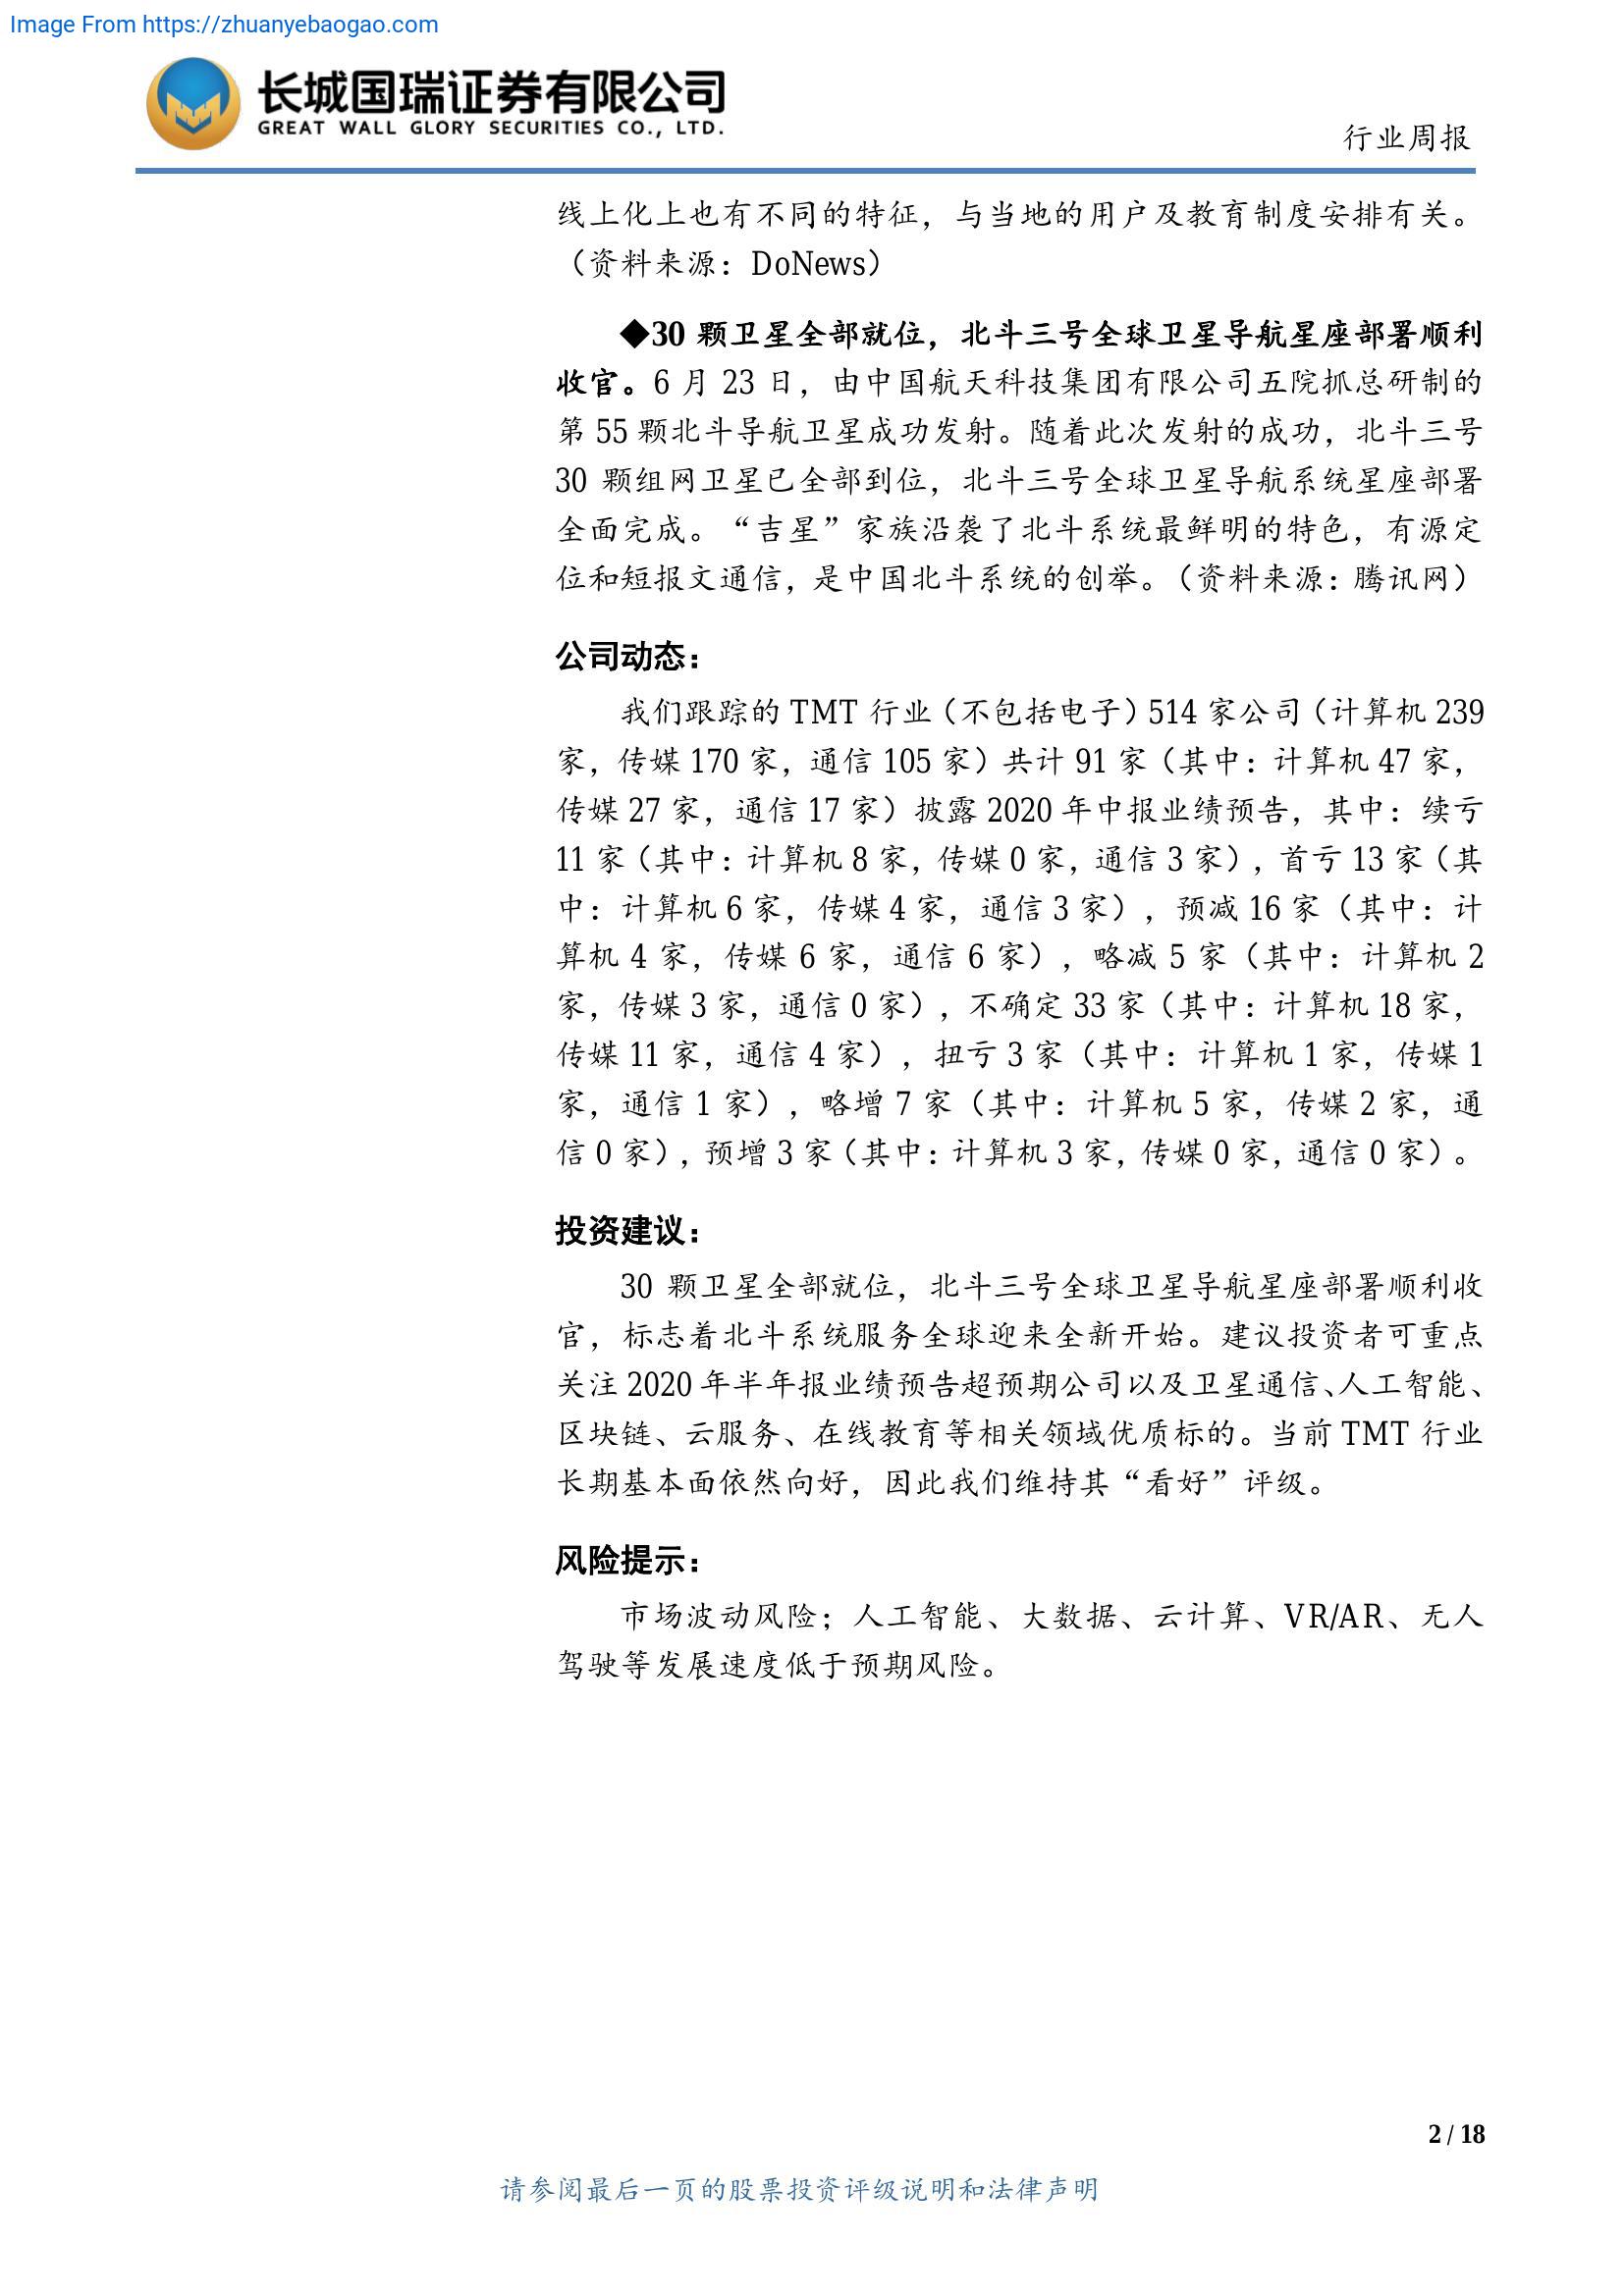 Image From https://zhuanyebaogao.com
长城国瑞证券有限公司
GREAT WALL GLORY SECURITIES CO., LTD.
行业周报
线上化上也有不同的特征，与当地的用户及教育制度安排有关。
（资料来源：DoNews）
◆30 颗卫星全部就位，北斗三号全球卫星导航星座部署顺利
收官。6 月 23 日，由中国航天科技集团有限公司五院抓总研制的
第 55 颗北斗导航卫星成功发射。随着此次发射的成功，北斗三号
30 颗组网卫星已全部到位，北斗三号全球卫星导航系统星座部署
全面完成。“吉星”家族沿袭了北斗系统最鲜明的特色，有源定
位和短报文通信，是中国北斗系统的创举。（资料来源：腾讯网）
公司动态：
我们跟踪的 TMT 行业（不包括电子）514 家公司（计算机 239
家，传媒 170 家，通信 105 家）共计 91 家（其中：计算机 47 家，
传媒 27 家，通信 17 家）披露 2020 年中报业绩预告，其中：续亏
11 家（其中：计算机 8 家，传媒 0 家，通信 3 家），首亏 13 家（其
中：计算机 6 家，传媒 4 家，通信 3 家），预减 16 家（其中：计
算机 4 家，传媒 6 家，通信 6 家），略减 5 家（其中：计算机 2
家，传媒 3 家，通信 0 家），不确定 33 家（其中：计算机 18 家，
传媒 11 家，通信 4 家），扭亏 3 家（其中：计算机 1 家，传媒 1
家，通信 1 家），略增 7 家（其中：计算机 5 家，传媒 2 家，通
信 0 家），预增 3 家（其中：计算机 3 家，传媒 0 家，通信 0 家）。
投资建议：
30 颗卫星全部就位，北斗三号全球卫星导航星座部署顺利收
官，标志着北斗系统服务全球迎来全新开始。建议投资者可重点
关注 2020 年半年报业绩预告超预期公司以及卫星通信、人工智能、
区块链、云服务、在线教育等相关领域优质标的。当前 TMT 行业
长期基本面依然向好，因此我们维持其“看好”评级。
风险提示：
市场波动风险；人工智能、大数据、云计算、VR/AR、无人
驾驶等发展速度低于预期风险。
2 / 18
请参阅最后一页的股票投资评级说明和法律声明